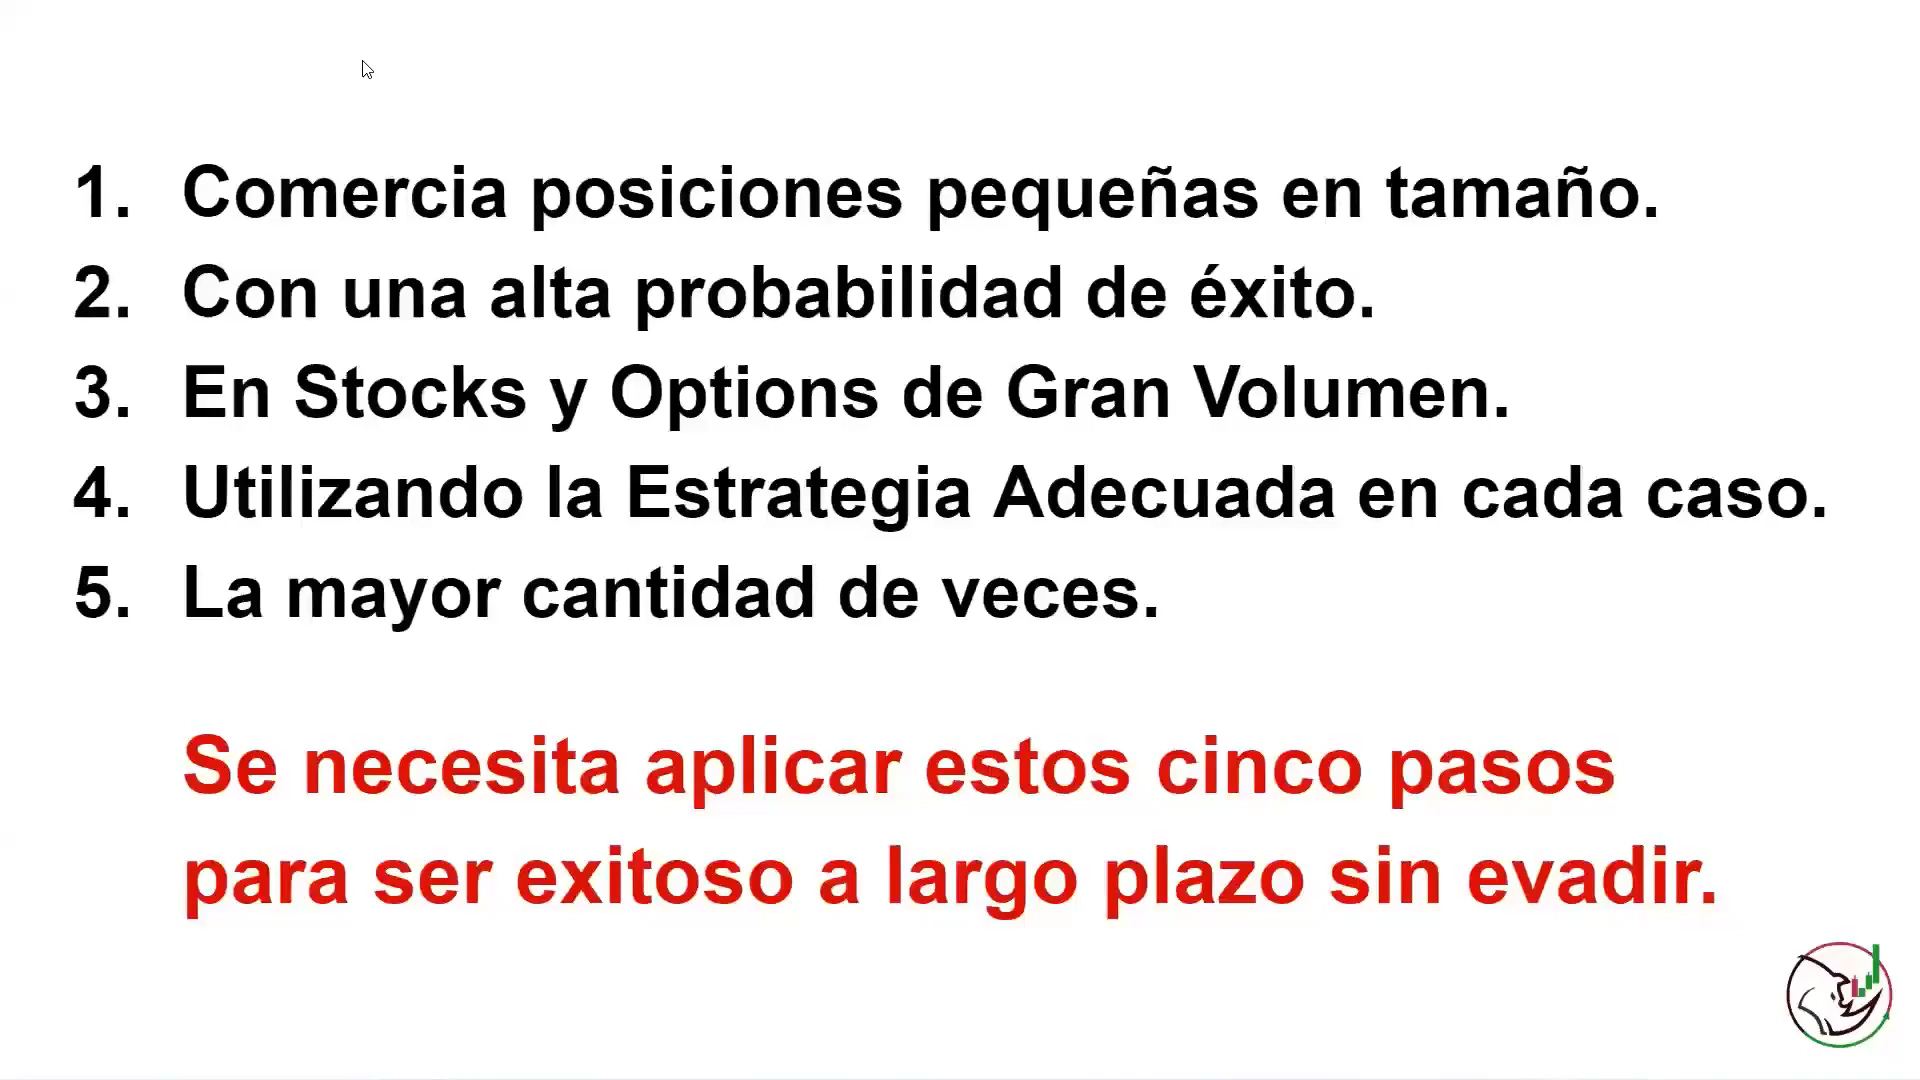 1. Comercia posiciones pequeñas en tamaño.
2. Con una alta probabilidad de éxito.
3. En Stocks y Options de Gran Volumen.
4. Utilizando la Estrategia Adecuada en cada caso.
5. La mayor cantidad de veces.
Se necesita aplicar estos cinco pasos
para ser exitoso a largo plazo sin evadir.